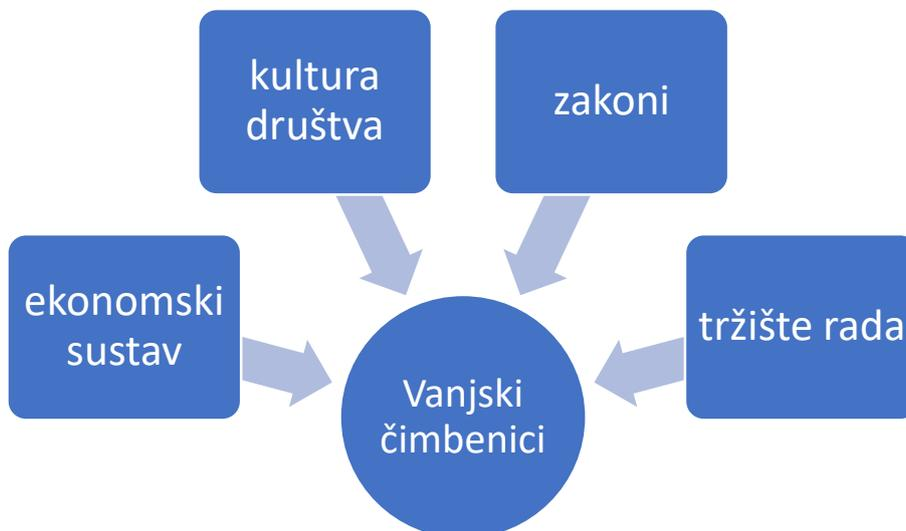 kultura
društva
zakoni
ekonomski
sustav
tržište rada
Vanjski
čimbenici